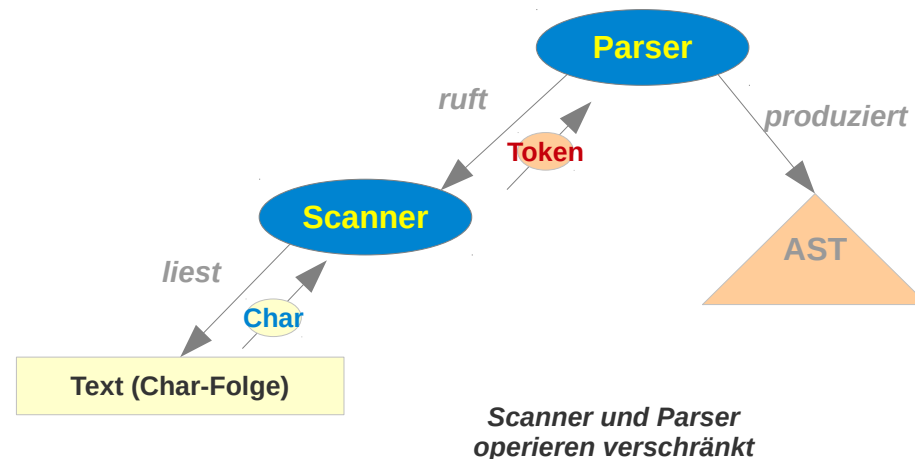 Parser
ruft
produziert
Token
Scanner
AST
liest
Char
Text (Char-Folge)
Scanner und Parser
operieren verschränkt